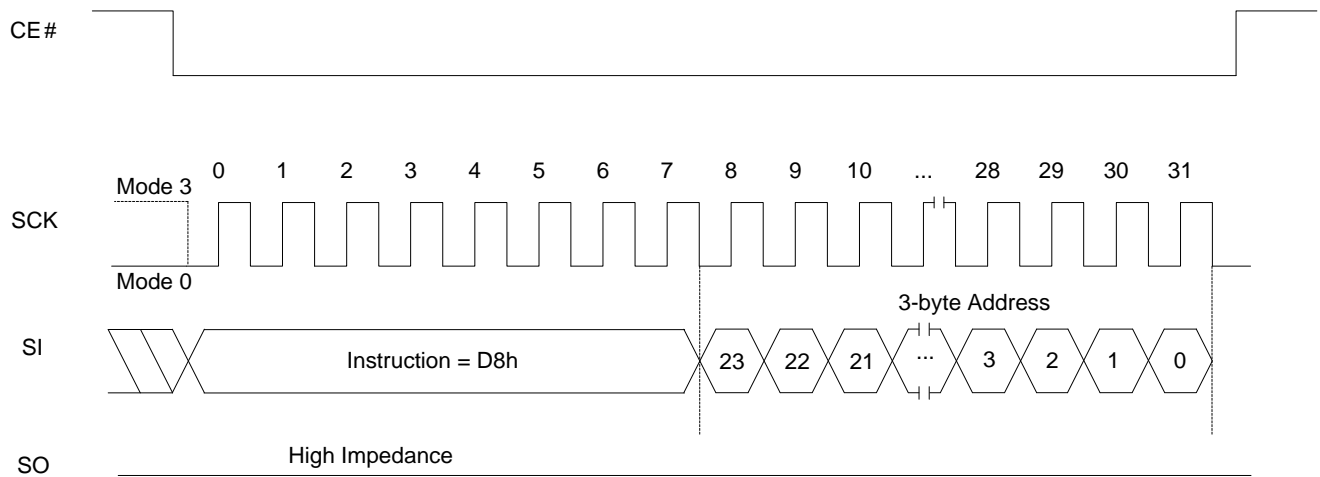 CE#
0 1 2 3 4 5 6 7 8 9 10 ... 28 29 30 31
Mode 3
SCK
Mode 0
3-byte Address
SI
Instruction = D8h
23 22 21 ... 3 2 1 0
High Impedance
SO